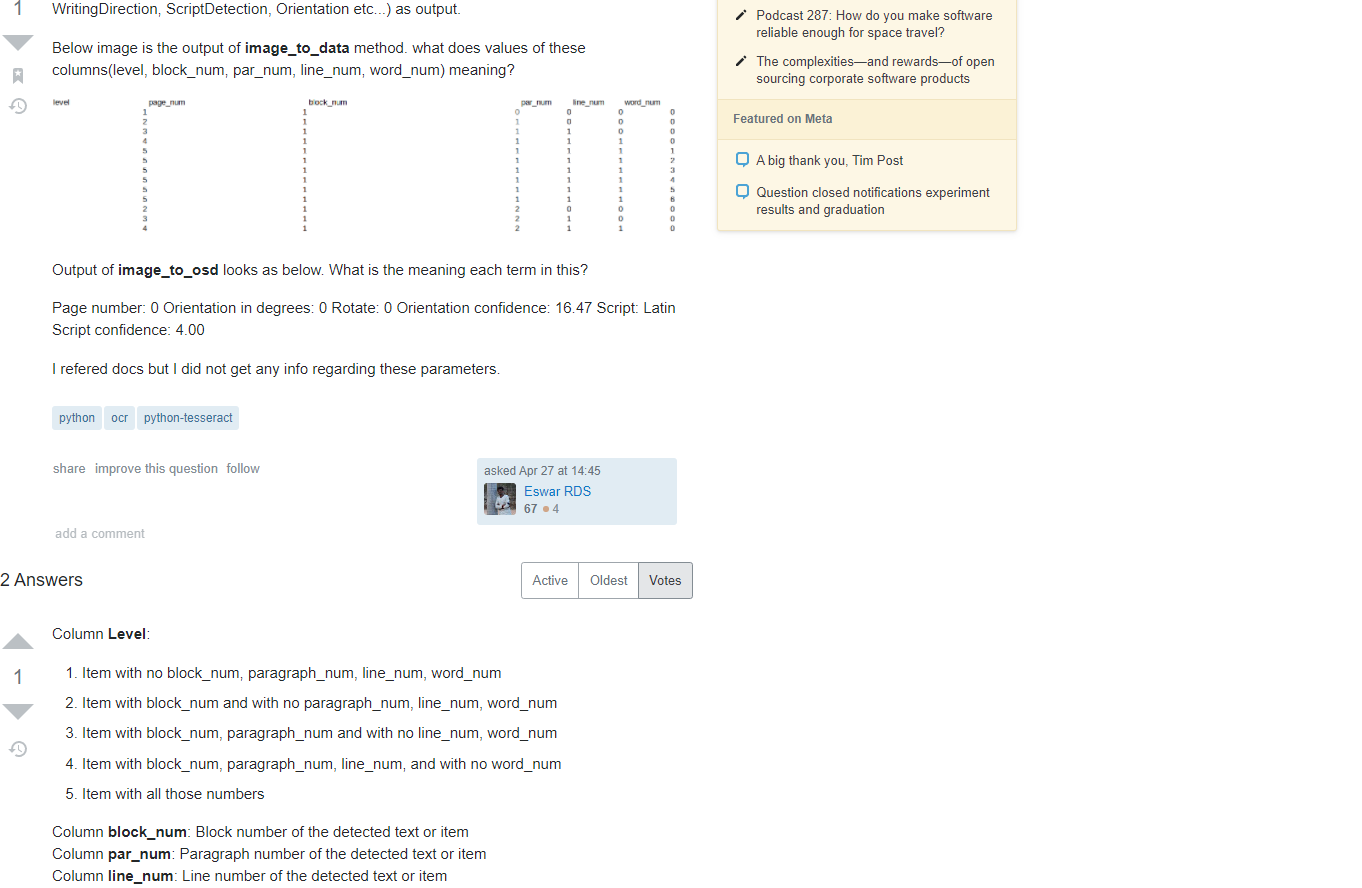 1
WritingDirection, ScriptDetection, Orientation etc...) as output.
Below image is the output of image_to_data method. what does values of these
columns(level, block_num, par_num, line_num, word_num) meaning?
level page_num block_num par_num line_num word_num
1 1 0 0 0 0
2 1 1 0 0 0
3 1 1 1 0 0
4 1 1 1 1 0
5 1 1 1 1 1
5 1 1 1 1 2
5 1 1 1 1 3
5 1 1 1 1 4
5 1 1 1 1 5
5 1 1 1 1 6
2 1 2 0 0 0
3 1 2 1 0 0
4 1 2 1 1 0
Output of image_to_osd looks as below. What is the meaning each term in this?
Page number: 0 Orientation in degrees: 0 Rotate: 0 Orientation confidence: 16.47 Script: Latin
Script confidence: 4.00
I refered docs but I did not get any info regarding these parameters.
python ocr python-tesseract
share improve this question follow
asked Apr 27 at 14:45
Eswar RDS
67 4
add a comment
Podcast 287: How do you make software
reliable enough for space travel?
The complexities—and rewards—of open
sourcing corporate software products
Featured on Meta
A big thank you, Tim Post
Question closed notifications experiment
results and graduation
2 Answers
Active Oldest Votes
1
Column Level:
1. Item with no block_num, paragraph_num, line_num, word_num
2. Item with block_num and with no paragraph_num, line_num, word_num
3. Item with block_num, paragraph_num and with no line_num, word_num
4. Item with block_num, paragraph_num, line_num, and with no word_num
5. Item with all those numbers
Column block_num: Block number of the detected text or item
Column par_num: Paragraph number of the detected text or item
Column line_num: Line number of the detected text or item